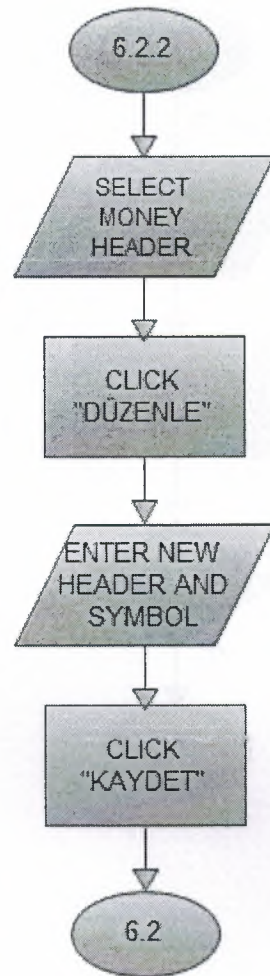 6.2.2
SELECT
MONEY
HEADER
CLICK
"DÜZENLE"
ENTER NEW
HEADER AND
SYMBOL
CLICK
"KAYDET"
6.2